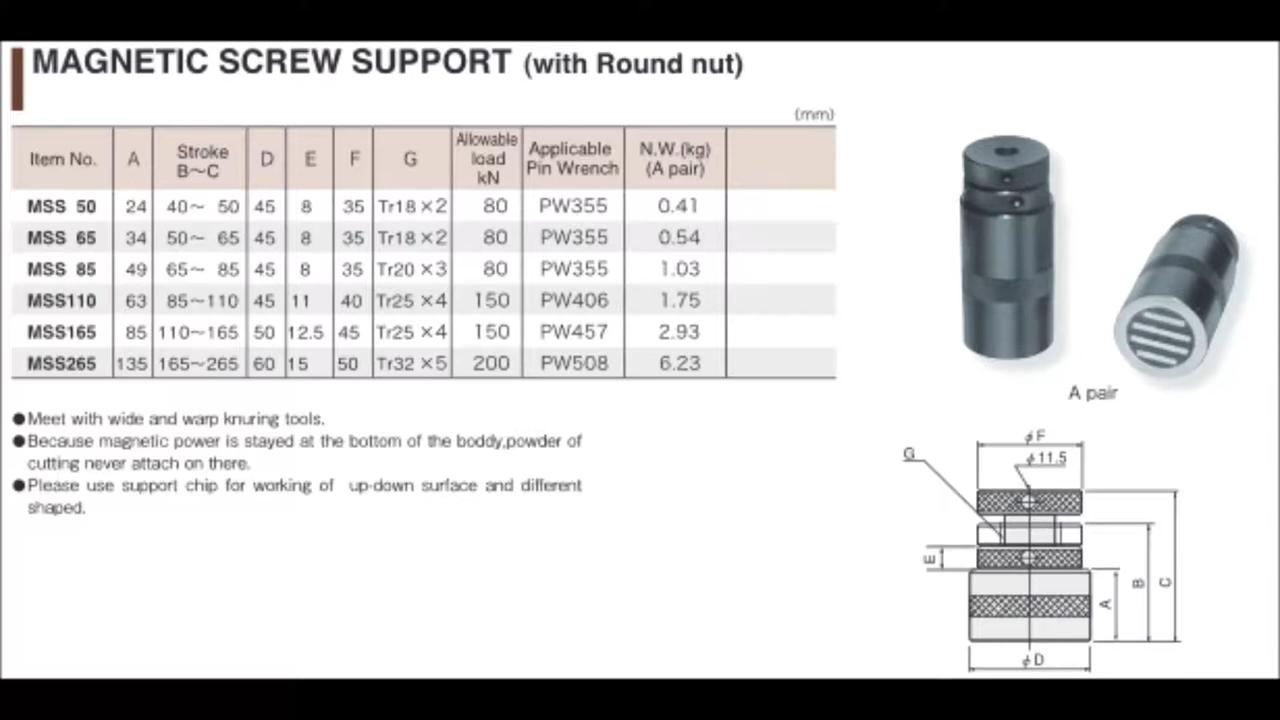 MAGNETIC SCREW SUPPORT (with Round nut)
(mm)
Item No. A Stroke B～C D E F G Allowable load kN Applicable Pin Wrench N.W.(kg) (A pair)
MSS 50 24 40～ 50 45 8 35 Tr18×2 80 PW355 0.41
MSS 65 34 50～ 65 45 8 35 Tr18×2 80 PW355 0.54
MSS 85 49 65～ 85 45 8 35 Tr20×3 80 PW355 1.03
MSS110 63 85～110 45 11 40 Tr25×4 150 PW406 1.75
MSS165 85 110～165 50 12.5 45 Tr25×4 150 PW457 2.93
MSS265 135 165～265 60 15 50 Tr32×5 200 PW508 6.23
A pair
●Meet with wide and warp knuring tools.
●Because magnetic power is stayed at the bottom of the boddy,powder of
cutting never attach on there.
●Please use support chip for working of up-down surface and different
shaped.
φF
G
φ11.5
E
A
B
C
φD